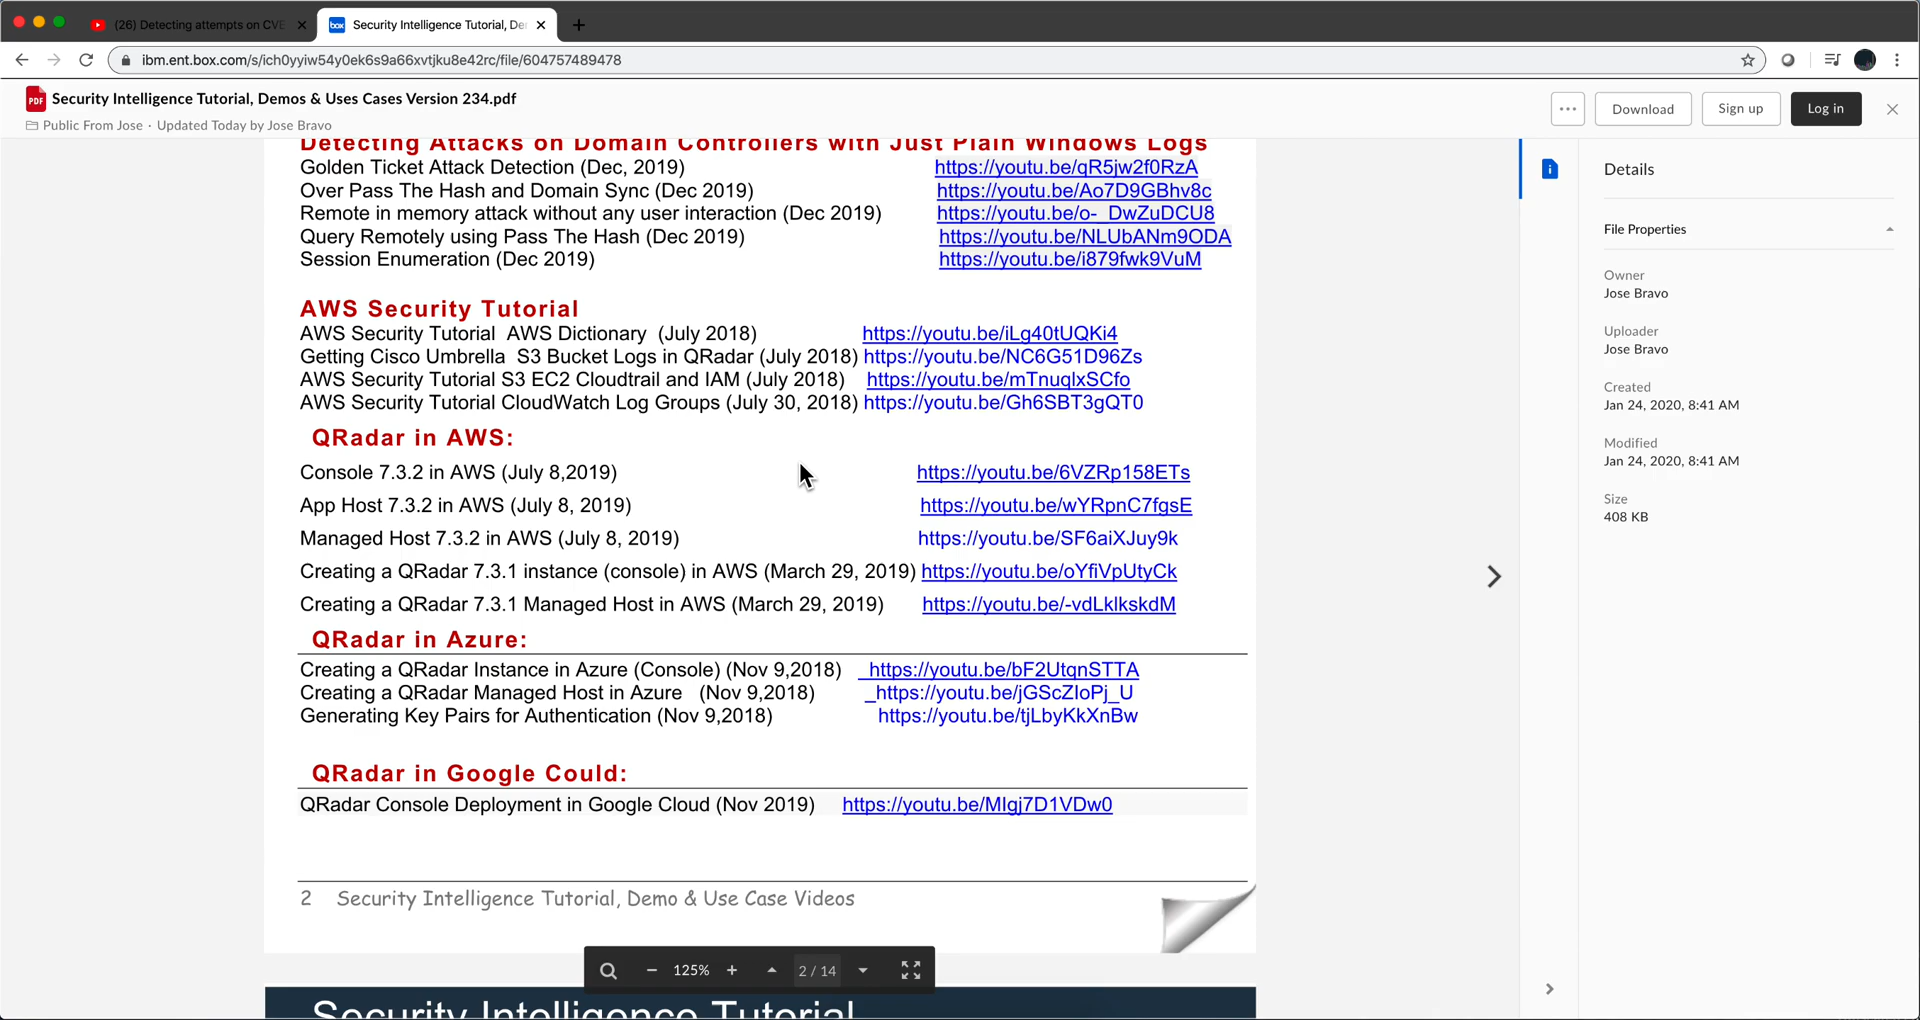 (26) Detecting attempts on CVE
box Security Intelligence Tutorial, De
ibm.ent.box.com/s/ich0yyiw54y0ek6s9a66xvtjku8e42rc/file/604757489478
PDF Security Intelligence Tutorial, Demos & Uses Cases Version 234.pdf
Public From Jose · Updated Today by Jose Bravo
Download
Sign up
Log in
Detecting Attacks on Domain Controllers with Just Plain Windows Logs
Golden Ticket Attack Detection (Dec, 2019) https://youtu.be/qR5jw2f0RzA
Over Pass The Hash and Domain Sync (Dec 2019) https://youtu.be/Ao7D9GBhv8c
Remote in memory attack without any user interaction (Dec 2019) https://youtu.be/o-_DwZuDCU8
Query Remotely using Pass The Hash (Dec 2019) https://youtu.be/NLUbANm9ODA
Session Enumeration (Dec 2019) https://youtu.be/i879fwk9VuM
AWS Security Tutorial
AWS Security Tutorial AWS Dictionary (July 2018) https://youtu.be/iLg40tUQKi4
Getting Cisco Umbrella S3 Bucket Logs in QRadar (July 2018) https://youtu.be/NC6G51D96Zs
AWS Security Tutorial S3 EC2 Cloudtrail and IAM (July 2018) https://youtu.be/mTnuqlxSCfo
AWS Security Tutorial CloudWatch Log Groups (July 30, 2018) https://youtu.be/Gh6SBT3gQT0
QRadar in AWS:
Console 7.3.2 in AWS (July 8,2019) https://youtu.be/6VZRp158ETs
App Host 7.3.2 in AWS (July 8, 2019) https://youtu.be/wYRpnC7fgsE
Managed Host 7.3.2 in AWS (July 8, 2019) https://youtu.be/SF6aiXJuy9k
Creating a QRadar 7.3.1 instance (console) in AWS (March 29, 2019) https://youtu.be/oYfiVpUtyCk
Creating a QRadar 7.3.1 Managed Host in AWS (March 29, 2019) https://youtu.be/-vdLklkskdM
QRadar in Azure:
Creating a QRadar Instance in Azure (Console) (Nov 9,2018) https://youtu.be/bF2UtqnSTTA
Creating a QRadar Managed Host in Azure (Nov 9,2018) https://youtu.be/jGScZIoPj_U
Generating Key Pairs for Authentication (Nov 9,2018) https://youtu.be/tjLbyKkXnBw
QRadar in Google Could:
QRadar Console Deployment in Google Cloud (Nov 2019) https://youtu.be/MIgj7D1VDw0
2 Security Intelligence Tutorial, Demo & Use Case Videos
125%
2 / 14
Security Intelligence Tutorial
Details
File Properties
Owner
Jose Bravo
Uploader
Jose Bravo
Created
Jan 24, 2020, 8:41 AM
Modified
Jan 24, 2020, 8:41 AM
Size
408 KB